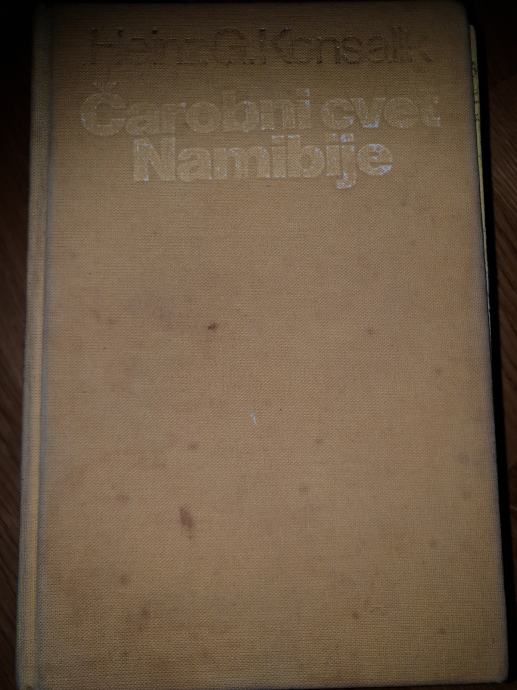 Heinz G. Konsalik
Čarobni cvet
Namibije